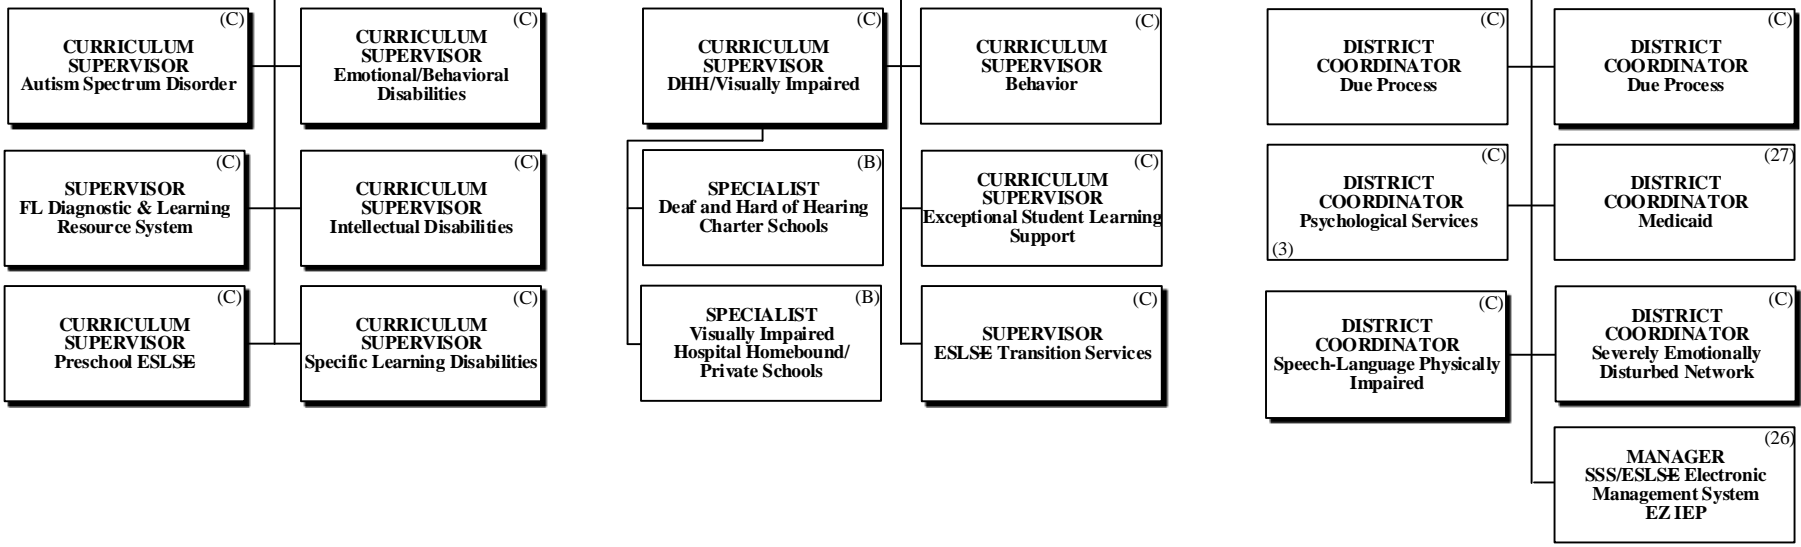 (C)
CURRICULUM
SUPERVISOR
Autism Spectrum Disorder
(C)
CURRICULUM
SUPERVISOR
Emotional/Behavioral
Disabilities
(C)
SUPERVISOR
FL Diagnostic & Learning
Resource System
(C)
CURRICULUM
SUPERVISOR
Intellectual Disabilities
(C)
CURRICULUM
SUPERVISOR
Preschool ESLSE
(C)
CURRICULUM
SUPERVISOR
Specific Learning Disabilities
(C)
CURRICULUM
SUPERVISOR
DHH/Visually Impaired
(C)
CURRICULUM
SUPERVISOR
Behavior
(B)
SPECIALIST
Deaf and Hard of Hearing
Charter Schools
(C)
CURRICULUM
SUPERVISOR
Exceptional Student Learning
Support
(B)
SPECIALIST
Visually Impaired
Hospital Homebound/
Private Schools
(C)
SUPERVISOR
ESLSE Transition Services
(C)
DISTRICT
COORDINATOR
Due Process
(C)
DISTRICT
COORDINATOR
Due Process
(C)
DISTRICT
COORDINATOR
Psychological Services
(3)
(27)
DISTRICT
COORDINATOR
Medicaid
(C)
DISTRICT
COORDINATOR
Speech-Language Physically
Impaired
(C)
DISTRICT
COORDINATOR
Severely Emotionally
Disturbed Network
(26)
MANAGER
SSS/ESLSE Electronic
Management System
EZ IEP